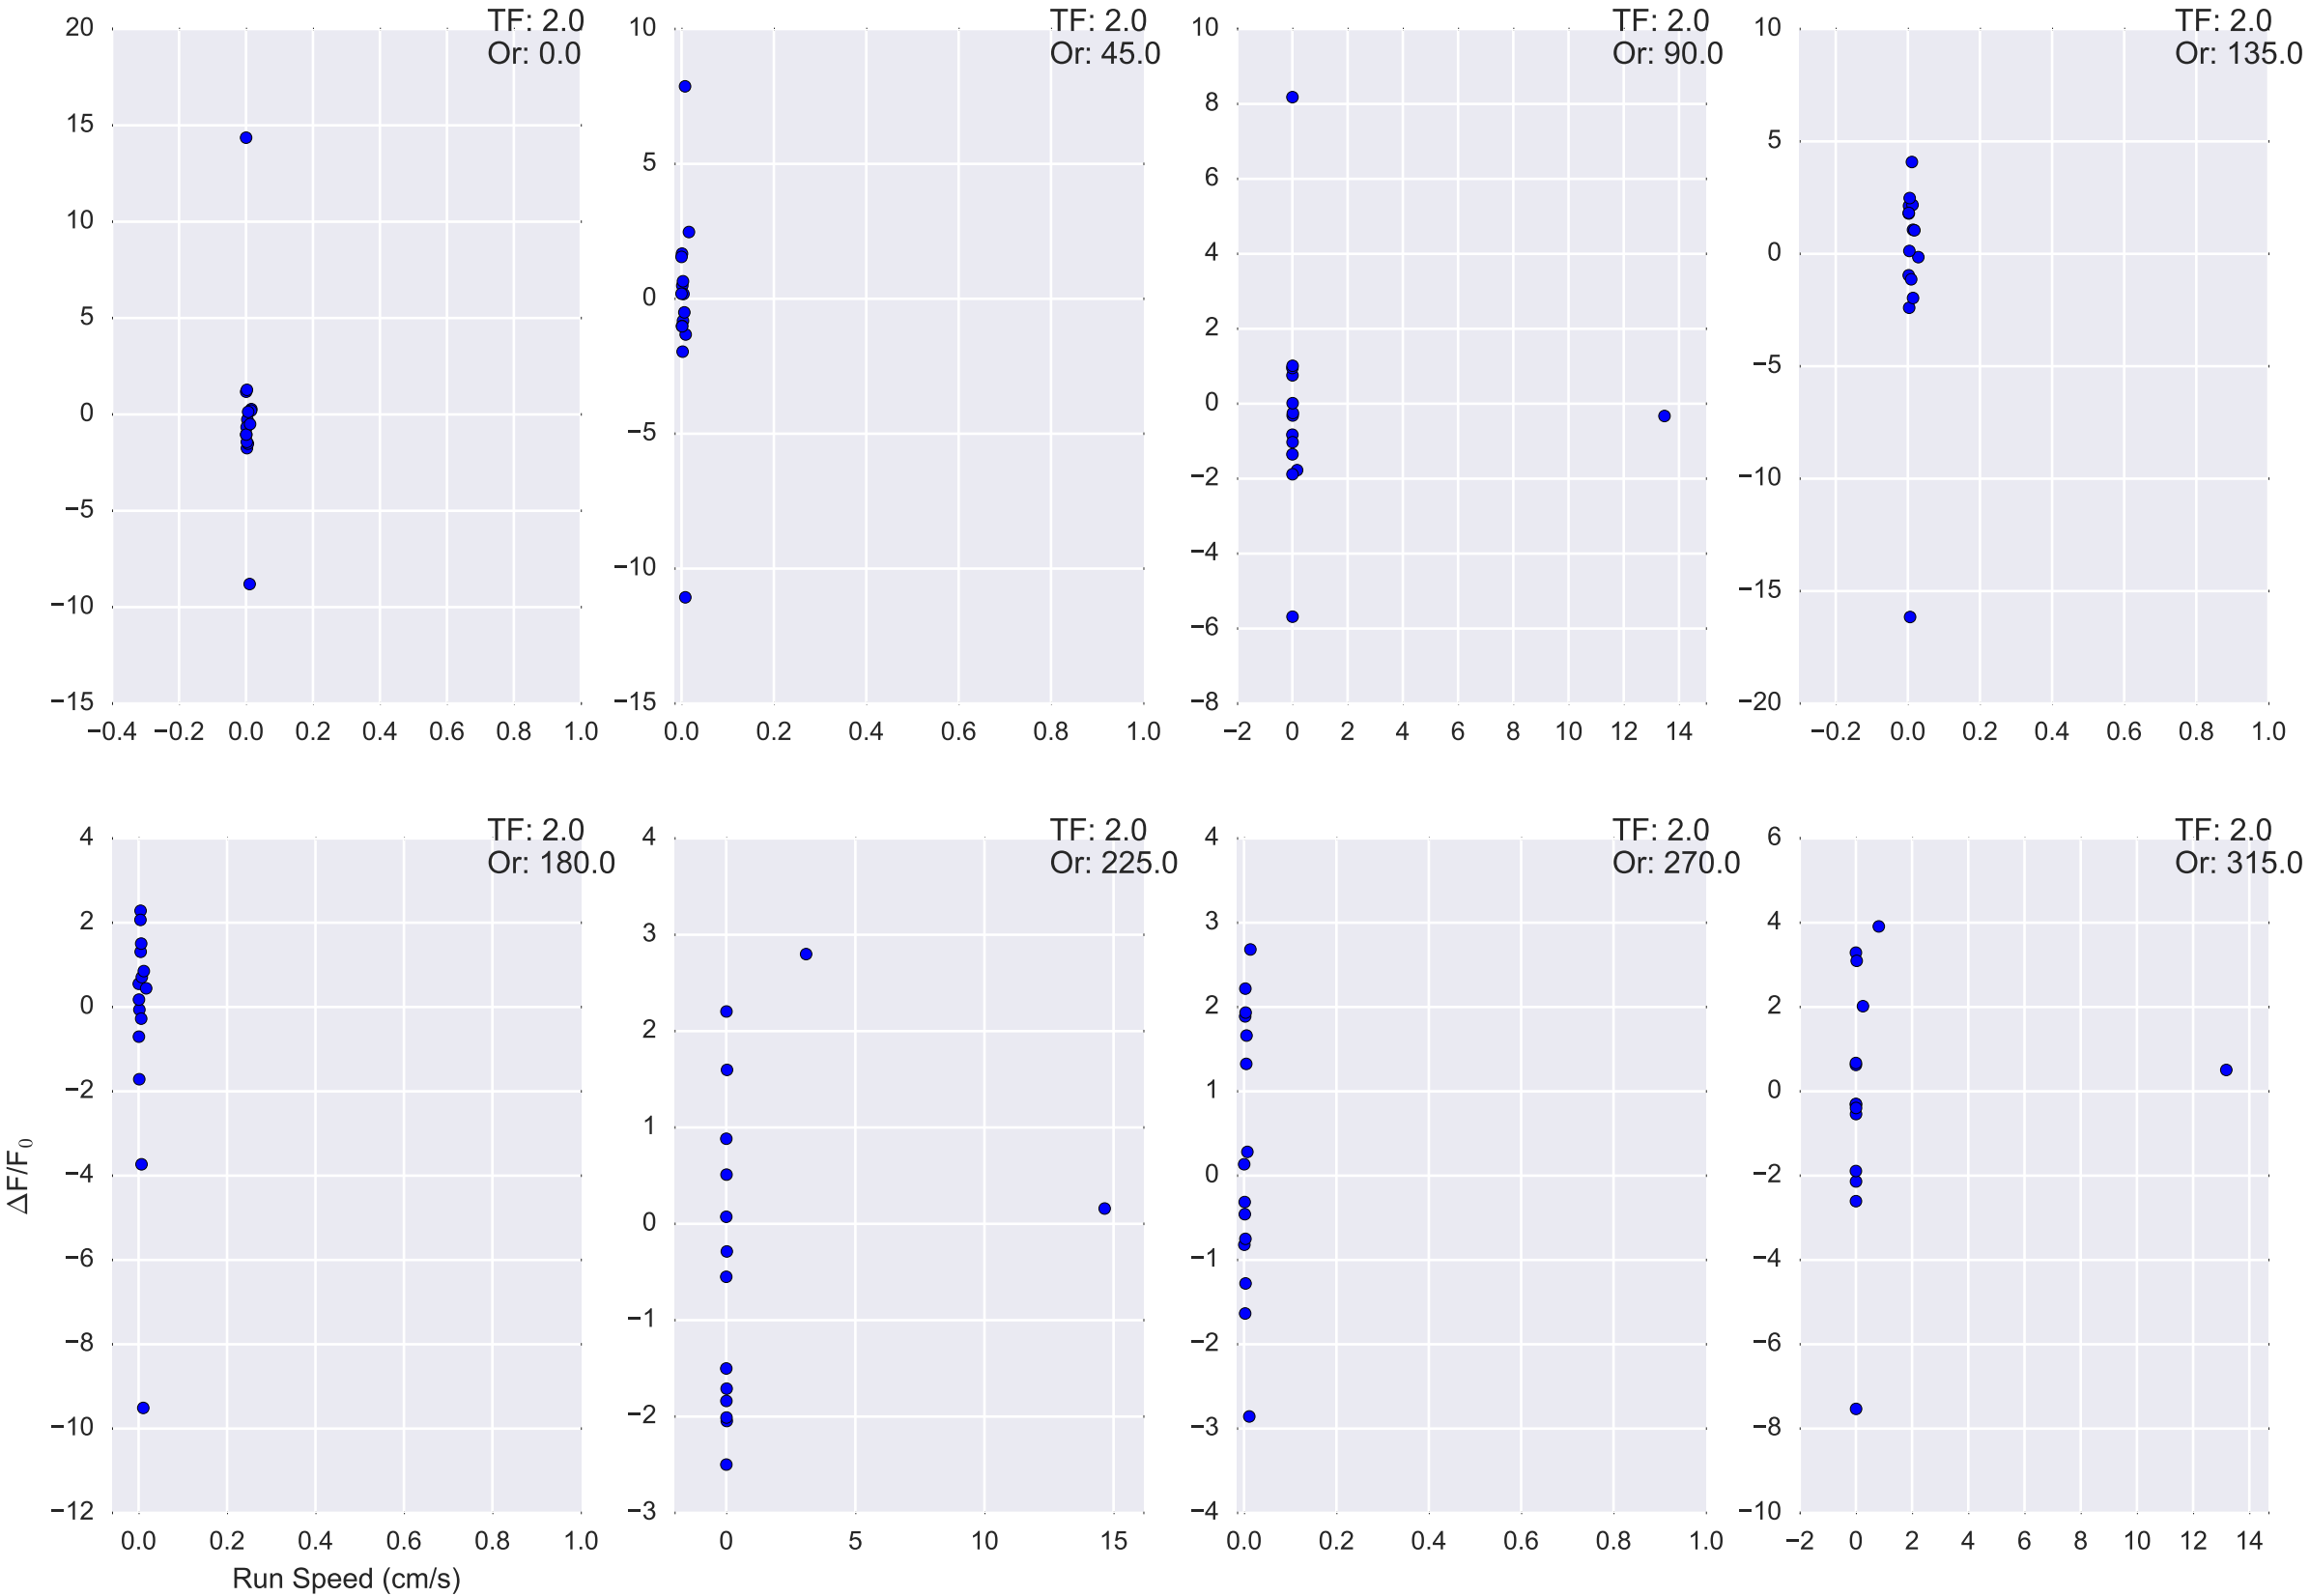 TF: 2.0
Or: 0.0
20
15
10
5
0
−5
−10
−15
−0.4 −0.2 0.0 0.2 0.4 0.6 0.8 1.0
TF: 2.0
Or: 45.0
10
5
0
−5
−10
−15
0.0 0.2 0.4 0.6 0.8 1.0
TF: 2.0
Or: 90.0
10
8
6
4
2
0
−2
−4
−6
−8
−2 0 2 4 6 8 10 12 14
TF: 2.0
Or: 135.0
10
5
0
−5
−10
−15
−20
−0.2 0.0 0.2 0.4 0.6 0.8 1.0
TF: 2.0
Or: 180.0
4
2
0
−2
−4
−6
−8
−10
−12
0.0 0.2 0.4 0.6 0.8 1.0
Run Speed (cm/s)
ΔF/F₀
TF: 2.0
Or: 225.0
4
3
2
1
0
−1
−2
−3
0 5 10 15
TF: 2.0
Or: 270.0
4
3
2
1
0
−1
−2
−3
−4
0.0 0.2 0.4 0.6 0.8 1.0
TF: 2.0
Or: 315.0
6
4
2
0
−2
−4
−6
−8
−10
−2 0 2 4 6 8 10 12 14